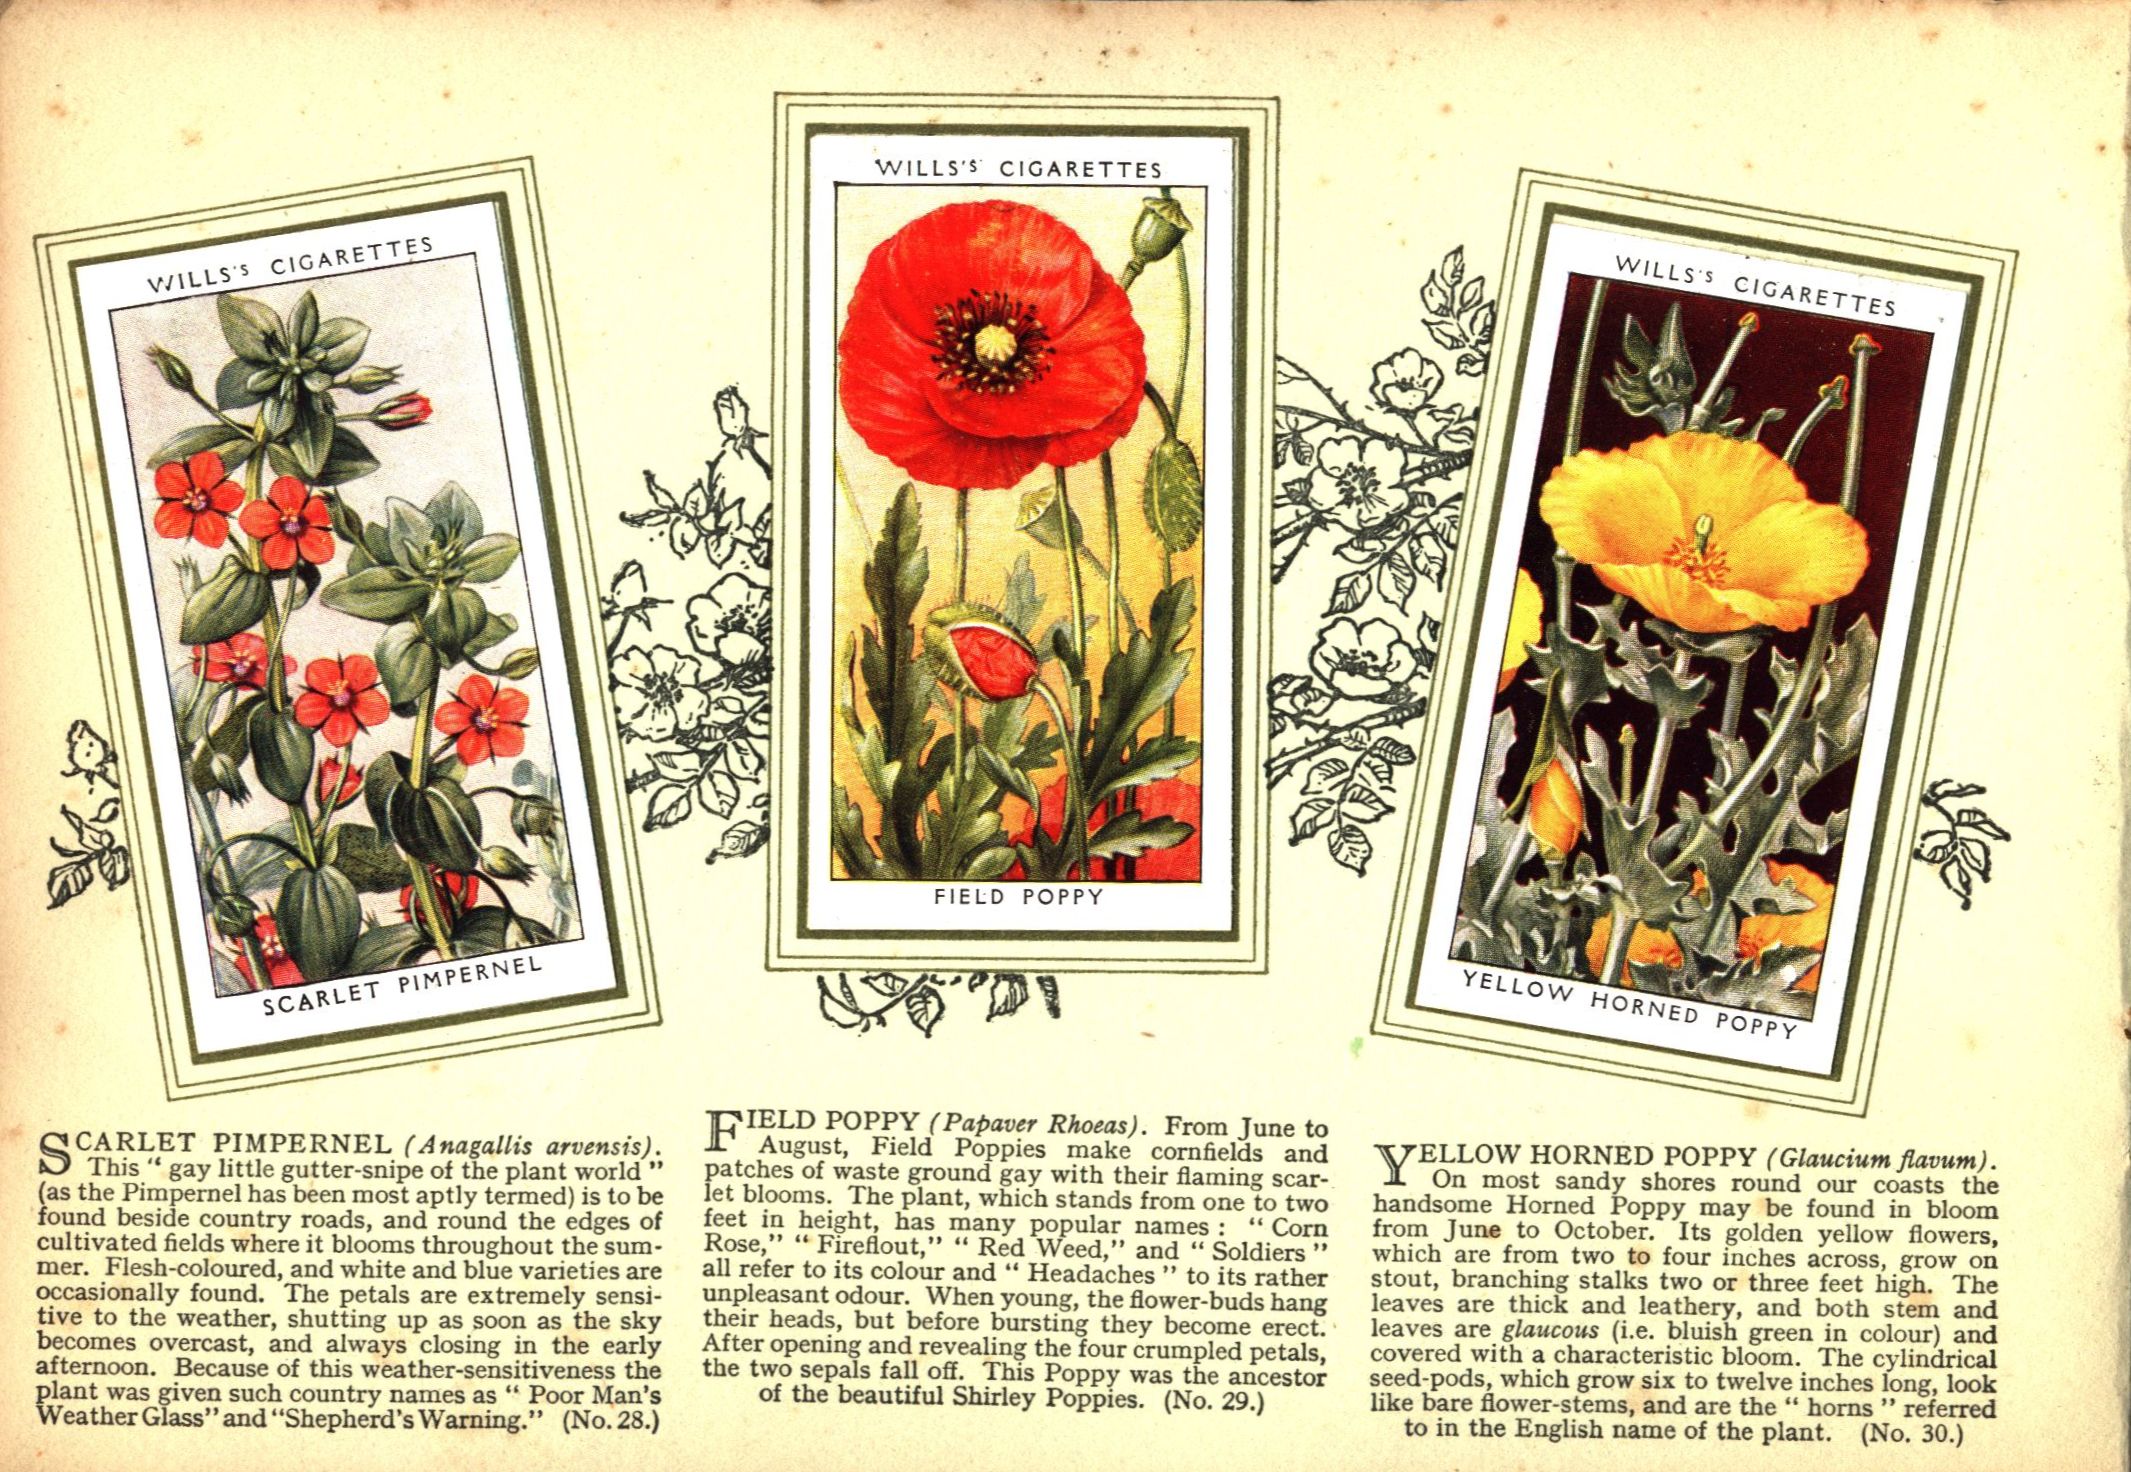 WILLS'S CIGARETTES
SCARLET PIMPERNEL
WILLS'S CIGARETTES
FIELD POPPY
WILLS'S CIGARETTES
YELLOW HORNED POPPY
SCARLET PIMPERNEL (Anagallis arvensis).
This “ gay little gutter-snipe of the plant world ”
(as the Pimpernel has been most aptly termed) is to be
found beside country roads, and round the edges of
cultivated fields where it blooms throughout the sum-
mer. Flesh-coloured, and white and blue varieties are
occasionally found. The petals are extremely sensi-
tive to the weather, shutting up as soon as the sky
becomes overcast, and always closing in the early
afternoon. Because of this weather-sensitiveness the
plant was given such country names as “ Poor Man's
Weather Glass” and “Shepherd's Warning.” (No. 28.)
FIELD POPPY (Papaver Rhoeas). From June to
August, Field Poppies make cornfields and
patches of waste ground gay with their flaming scar-
let blooms. The plant, which stands from one to two
feet in height, has many popular names : “ Corn
Rose,” “ Fireflout,” “ Red Weed,” and “ Soldiers ”
all refer to its colour and “ Headaches ” to its rather
unpleasant odour. When young, the flower-buds hang
their heads, but before bursting they become erect.
After opening and revealing the four crumpled petals,
the two sepals fall off. This Poppy was the ancestor
of the beautiful Shirley Poppies. (No. 29.)
YELLOW HORNED POPPY (Glaucium flavum).
On most sandy shores round our coasts the
handsome Horned Poppy may be found in bloom
from June to October. Its golden yellow flowers,
which are from two to four inches across, grow on
stout, branching stalks two or three feet high. The
leaves are thick and leathery, and both stem and
leaves are glaucous (i.e. bluish green in colour) and
covered with a characteristic bloom. The cylindrical
seed-pods, which grow six to twelve inches long, look
like bare flower-stems, and are the “ horns ” referred
to in the English name of the plant. (No. 30.)